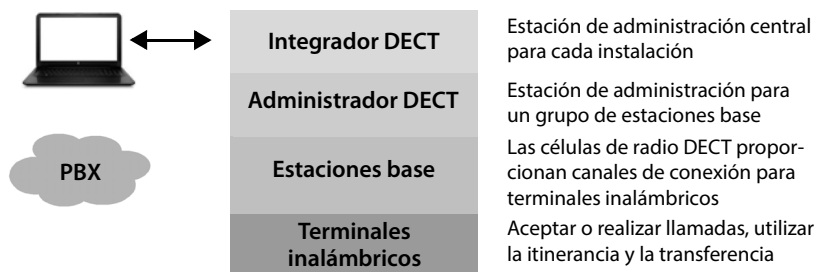 Integrador DECT
Estación de administración central
para cada instalación
Administrador DECT
Estación de administración para
un grupo de estaciones base
PBX
Estaciones base
Las células de radio DECT propor-
cionan canales de conexión para
terminales inalámbricos
Terminales
inalámbricos
Aceptar o realizar llamadas, utilizar
la itinerancia y la transferencia